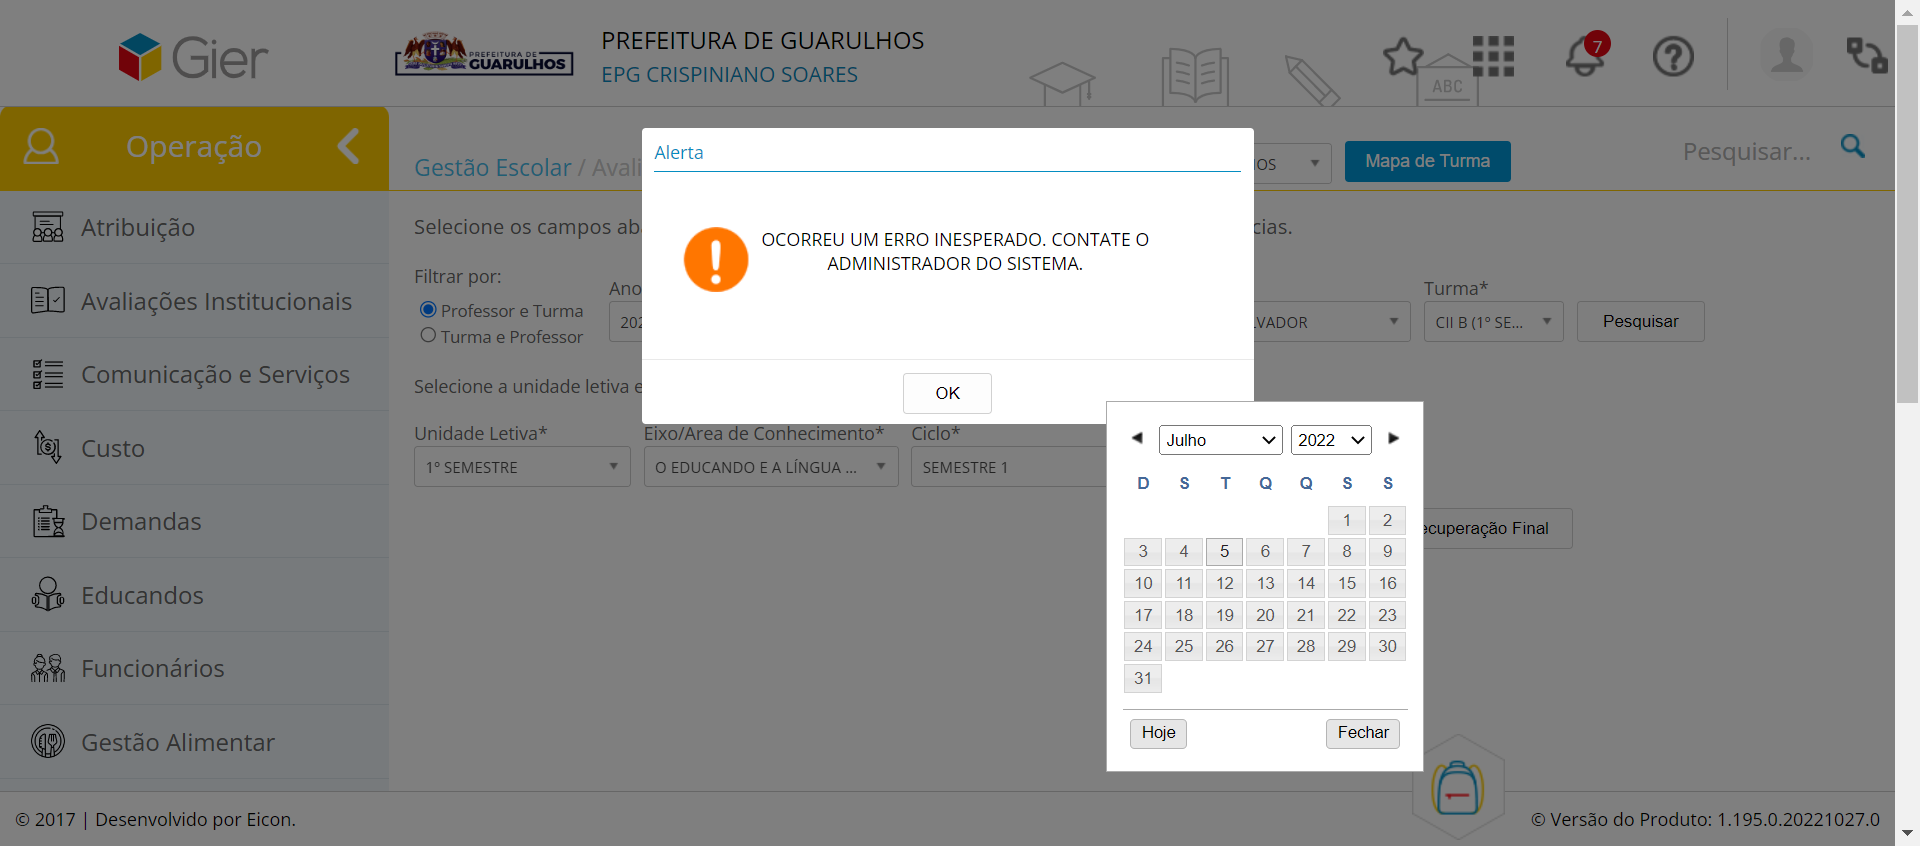 Gier
PREFEITURA DE
GUARULHOS
PREFEITURA DE GUARULHOS
EPG CRISPINIANO SOARES
ABC
7
Operação
Atribuição
Avaliações Institucionais
Comunicação e Serviços
Custo
Demandas
Educandos
Funcionários
Gestão Alimentar
Gestão Escolar / Avali
IOS
Mapa de Turma
Pesquisar...
Selecione os campos aba
cias.
Filtrar por:
Professor e Turma
Turma e Professor
Ano
202
LVADOR
Turma*
CII B (1º SE...
Pesquisar
Selecione a unidade letiva e
Unidade Letiva*
1º SEMESTRE
Eixo/Area de Conhecimento*
O EDUCANDO E A LÍNGUA ...
Ciclo*
SEMESTRE 1
ecuperação Final
Alerta
OCORREU UM ERRO INESPERADO. CONTATE O
ADMINISTRADOR DO SISTEMA.
OK
Julho 2022
D S T Q Q S S
1 2
3 4 5 6 7 8 9
10 11 12 13 14 15 16
17 18 19 20 21 22 23
24 25 26 27 28 29 30
31
Hoje Fechar
© 2017 | Desenvolvido por Eicon.
© Versão do Produto: 1.195.0.20221027.0